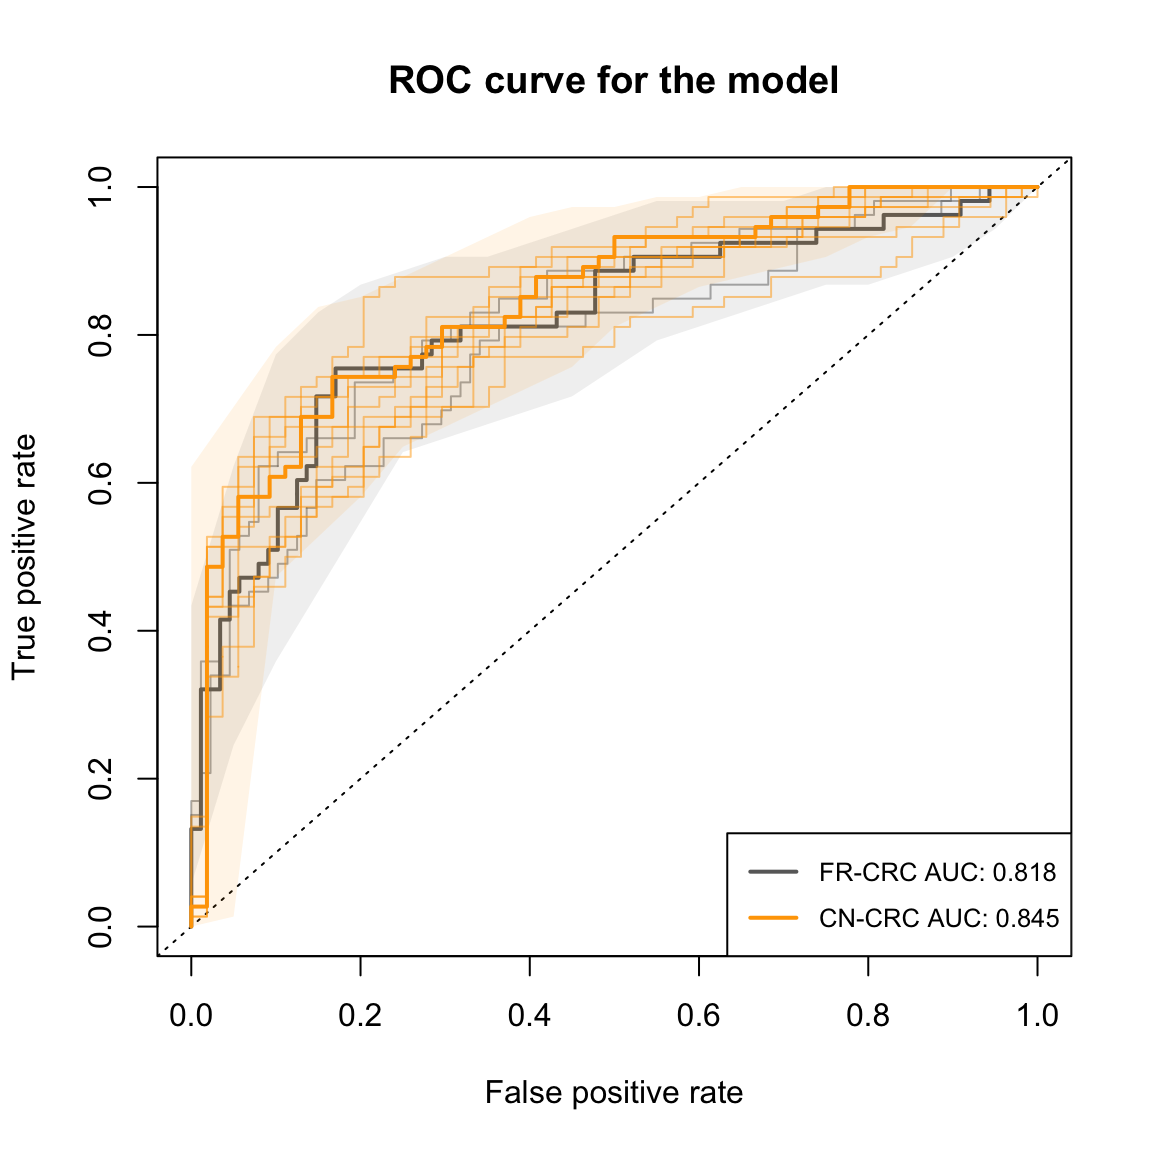 ROC curve for the model
True positive rate
1.0
0.8
0.6
0.4
0.2
0.0
FR-CRC AUC: 0.818
CN-CRC AUC: 0.845
0.0 0.2 0.4 0.6 0.8 1.0
False positive rate